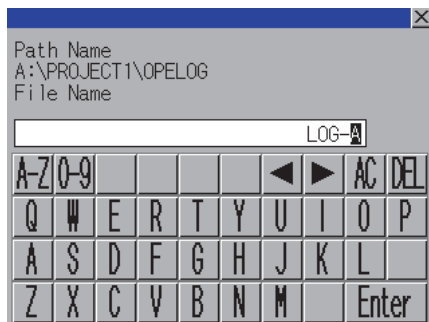 Path Name
A:\PROJECT1\OPELOG
File Name
LOG-A
A-Z 0-9 ◀ ▶ AC DEL
Q W E R T Y U I O P
A S D F G H J K L
Z X C V B N M Enter